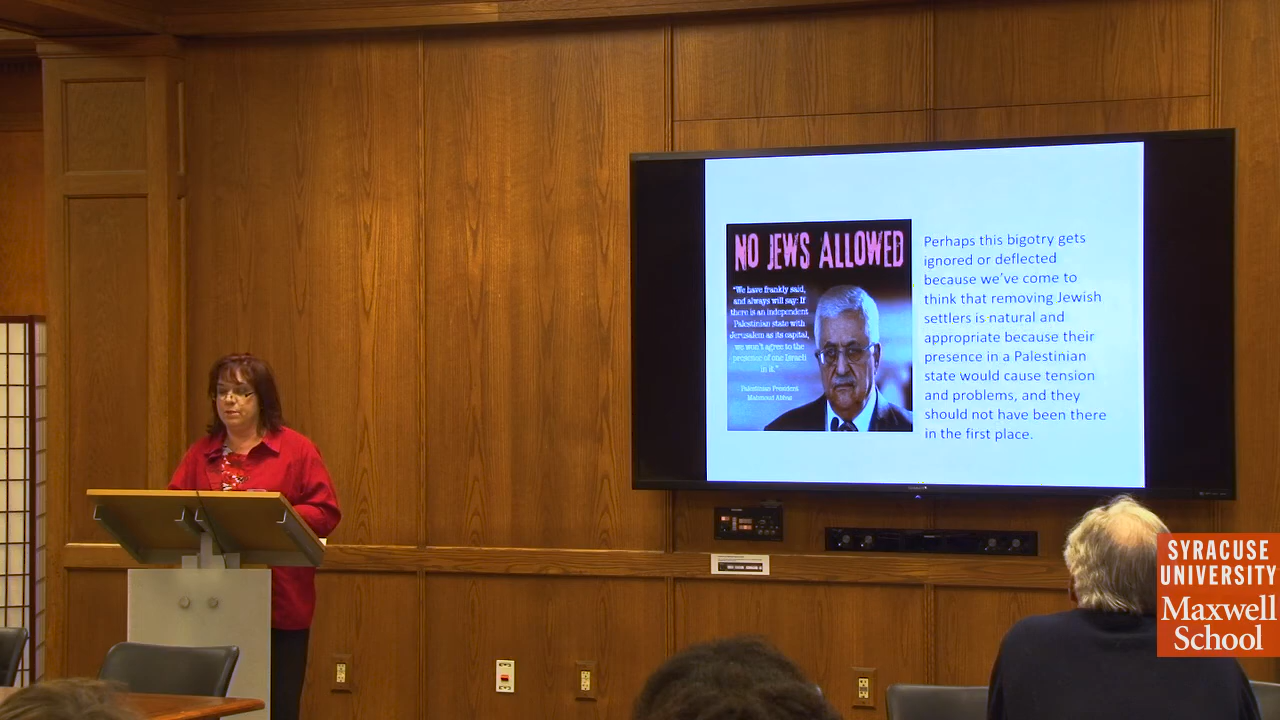 NO JEWS ALLOWED
"We have frankly said,
and always will say: If
there is an independent
Palestinian state with
Jerusalem as its capital,
we won't agree to the
presence of one Israeli
in it."
Palestinian President
Mahmoud Abbas
Perhaps this bigotry gets
ignored or deflected
because we've come to
think that removing Jewish
settlers is natural and
appropriate because their
presence in a Palestinian
state would cause tension
and problems, and they
should not have been there
in the first place.
SYRACUSE
UNIVERSITY
Maxwell
School